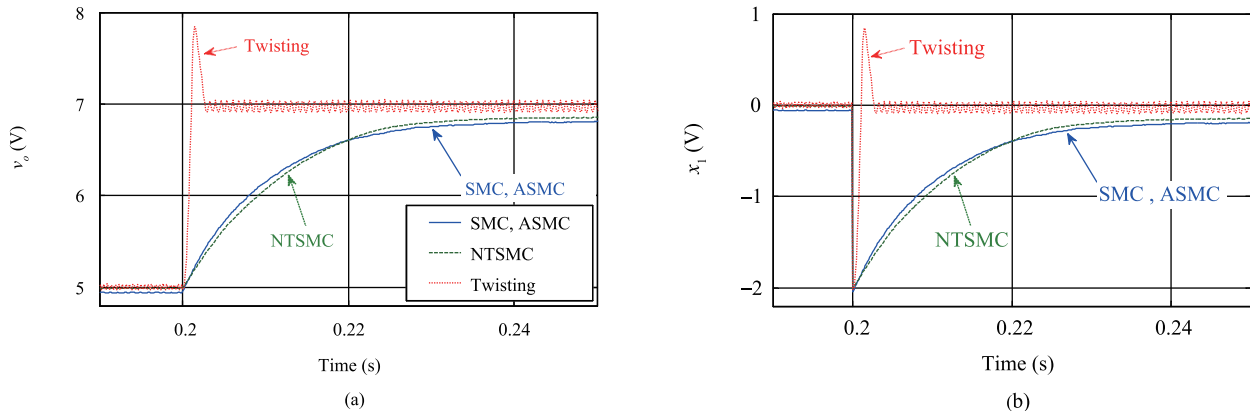 8
7
6
5
v_o (V)
Twisting
SMC, ASMC
NTSMC
SMC, ASMC
NTSMC
Twisting
0.2
0.22
0.24
Time (s)
(a)
1
0
−1
−2
x_1 (V)
Twisting
SMC , ASMC
NTSMC
0.2
0.22
0.24
Time (s)
(b)